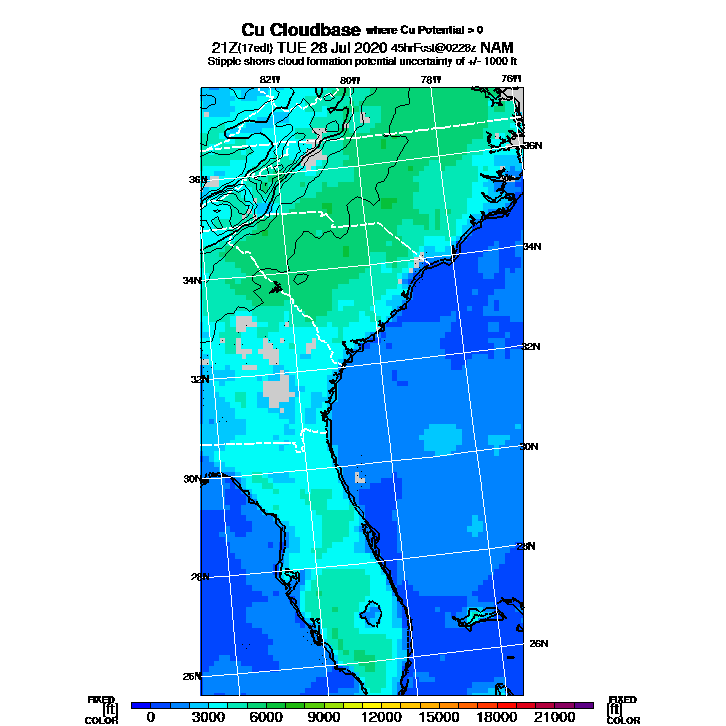 Cu Cloudbase where Cu Potential > 0
21Z(17edt) TUE 28 Jul 2020 45hrFcst@0228z NAM
Stipple shows cloud formation potential uncertainty of +/- 1000 ft
82W 80W 78W 76W
36N
36N
34N
34N
32N
32N
30N
30N
28N
28N
26N
26N
FIXED FIXED
[ft] [ft]
COLOR 0 3000 6000 9000 12000 15000 18000 21000 COLOR